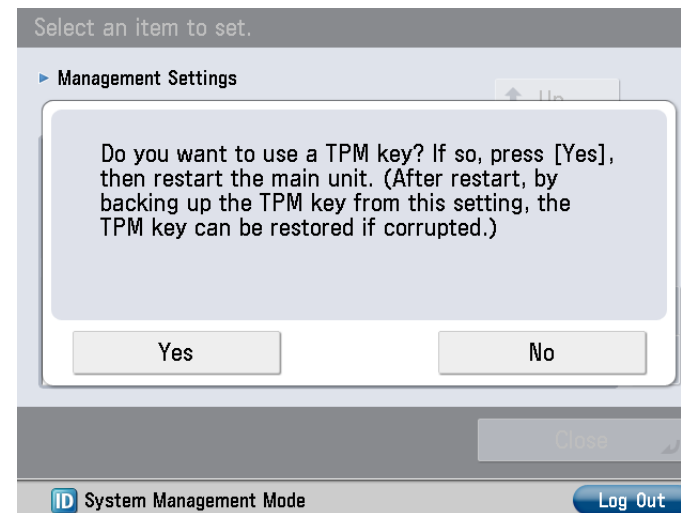 Select an item to set.
Management Settings
Up
Do you want to use a TPM key? If so, press [Yes],
then restart the main unit. (After restart, by
backing up the TPM key from this setting, the
TPM key can be restored if corrupted.)
Yes
No
Close
ID System Management Mode
Log Out